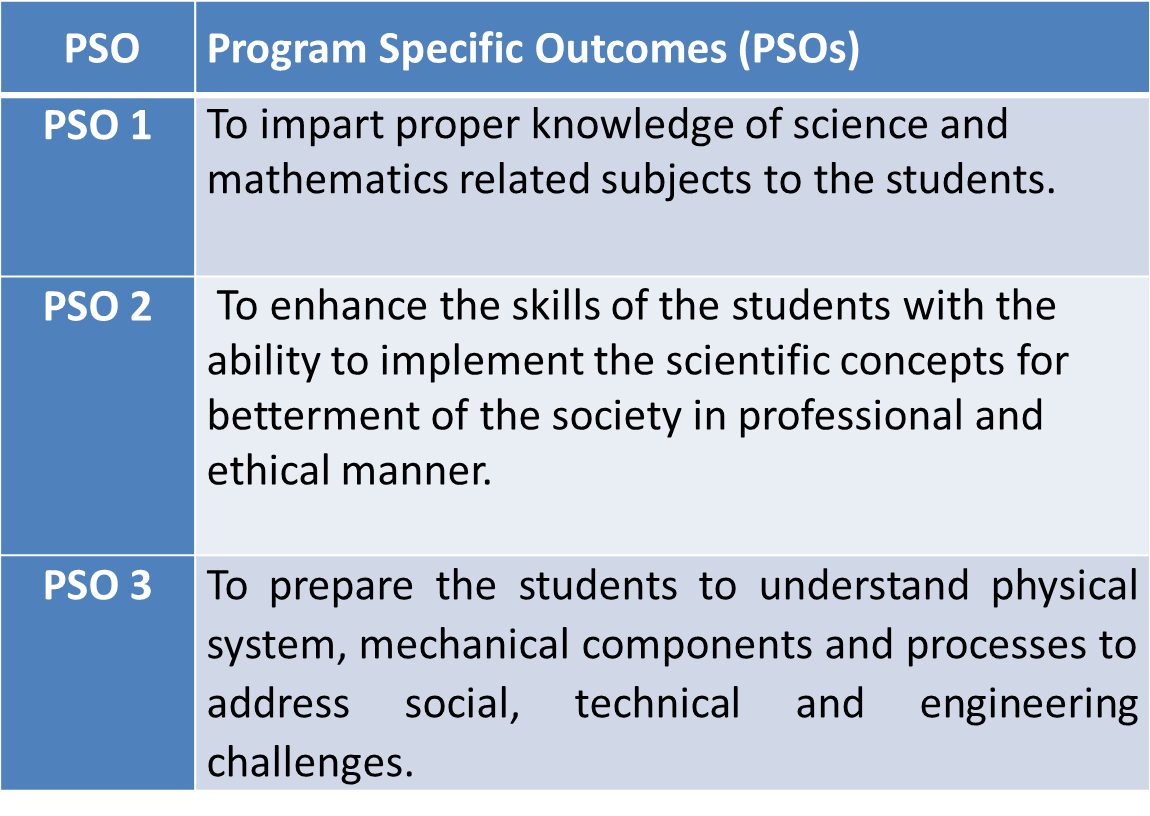 PSO Program Specific Outcomes (PSOs)
PSO 1 To impart proper knowledge of science and
mathematics related subjects to the students.
PSO 2 To enhance the skills of the students with the
ability to implement the scientific concepts for
betterment of the society in professional and
ethical manner.
PSO 3 To prepare the students to understand physical
system, mechanical components and processes to
address social, technical and engineering
challenges.